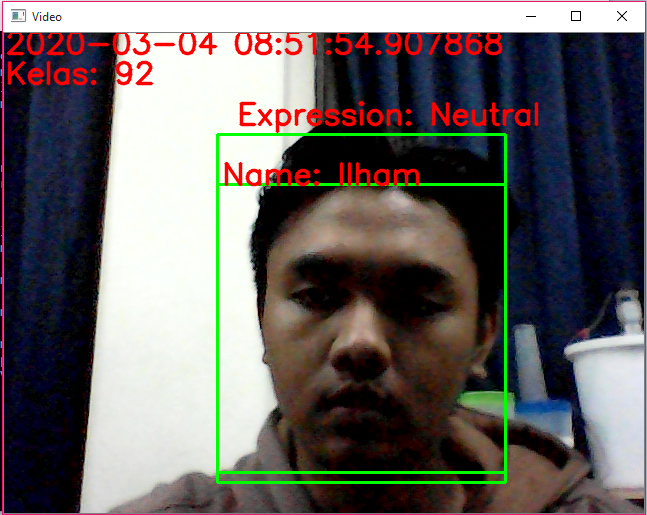 Video
2020-03-04 08:51:54.907868
Kelas: 92
Expression: Neutral
Name: Ilham